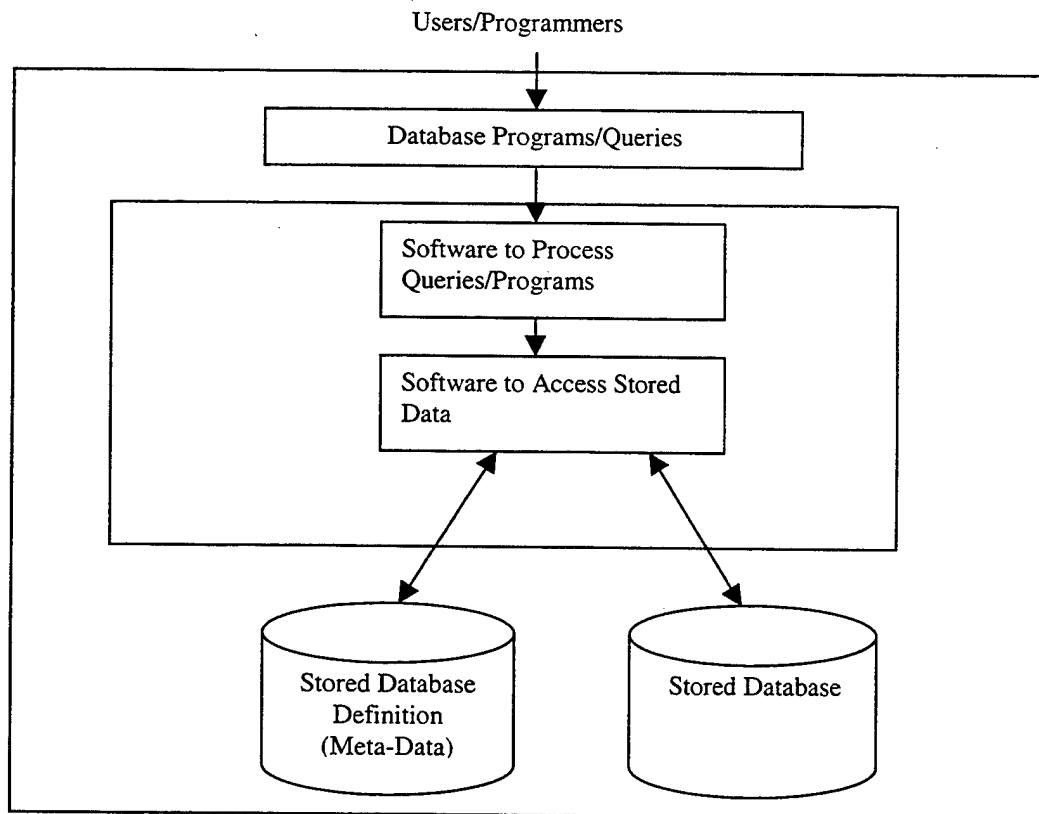 Users/Programmers
Database Programs/Queries
Software to Process
Queries/Programs
Software to Access Stored
Data
Stored Database
Definition
(Meta-Data)
Stored Database